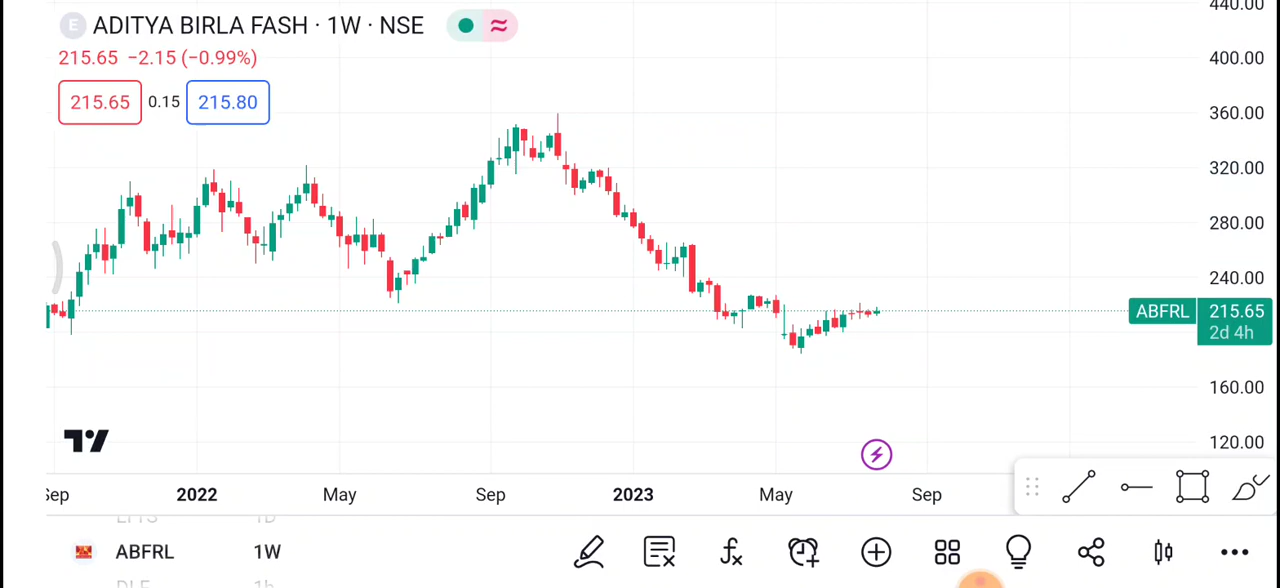 E ADITYA BIRLA FASH · 1W · NSE
215.65 −2.15 (−0.99%)
215.65 0.15 215.80
440.00
400.00
360.00
320.00
280.00
240.00
ABFRL 215.65
2d 4h
160.00
120.00
Sep 2022 May Sep 2023 May Sep
ABFRL 1W